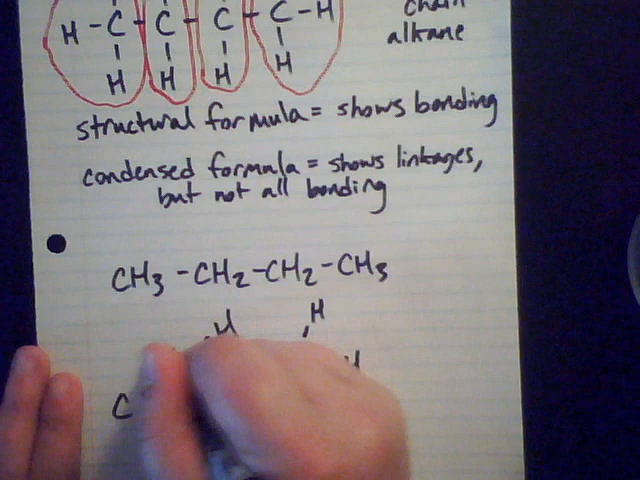 chain
H - C - C - C - C - H
alkane
H H H H
structural formula = shows bonding
condensed formula = shows linkages,
but not all bonding
CH3 - CH2 - CH2 - CH3
H H
H
C